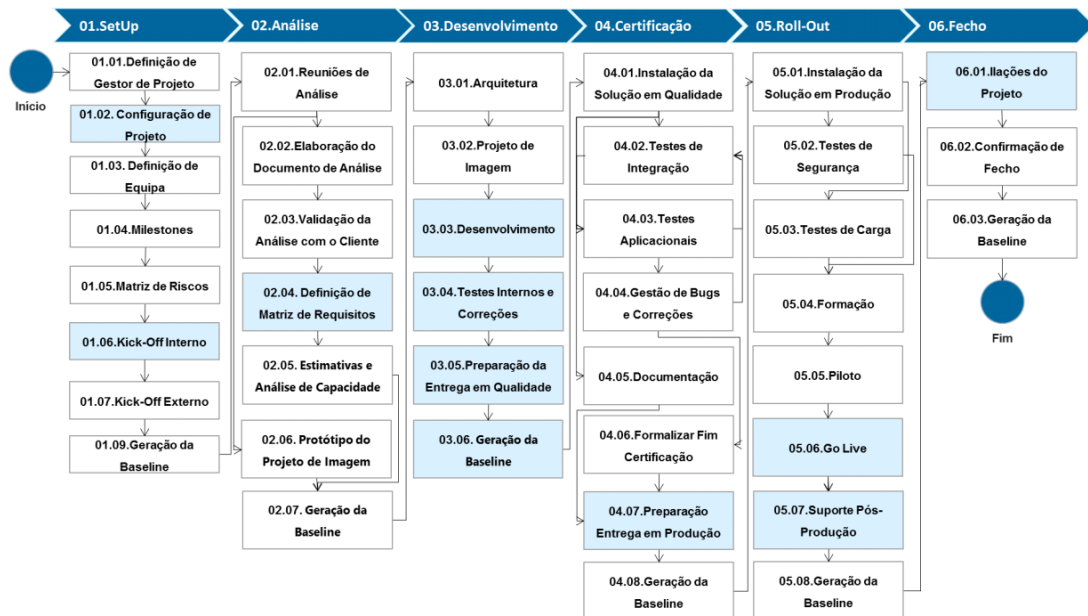 01.SetUp
02.Análise
03.Desenvolvimento
04.Certificação
05.Roll-Out
06.Fecho
Inicio
01.01.Definição de
Gestor de Projeto
01.02. Configuração de
Projeto
01.03. Definição de
Equipa
01.04.Milestones
01.05.Matriz de Riscos
01.06.Kick-Off Interno
01.07.Kick-Off Externo
01.09.Geração da
Baseline
02.01.Reuniões de
Análise
02.02.Elaboração do
Documento de Análise
02.03.Validação da
Análise com o Cliente
02.04. Definição de
Matriz de Requisitos
02.05. Estimativas e
Análise de Capacidade
02.06. Protótipo do
Projeto de Imagem
02.07. Geração da
Baseline
03.01.Arquitetura
03.02.Projeto de
Imagem
03.03.Desenvolvimento
03.04.Testes Internos e
Correções
03.05.Preparação da
Entrega em Qualidade
03.06. Geração da
Baseline
04.01.Instalação da
Solução em Qualidade
04.02.Testes de
Integração
04.03.Testes
Aplicacionais
04.04.Gestão de Bugs
e Correções
04.05.Documentação
04.06.Formalizar Fim
Certificação
04.07.Preparação
Entrega em Produção
04.08.Geração da
Baseline
05.01.Instalação da
Solução em Produção
05.02.Testes de
Segurança
05.03.Testes de Carga
05.04.Formação
05.05.Piloto
05.06.Go Live
05.07.Suporte Pós-
Produção
05.08.Geração da
Baseline
06.01.Ilações do
Projeto
06.02.Confirmação de
Fecho
06.03.Geração da
Baseline
Fim